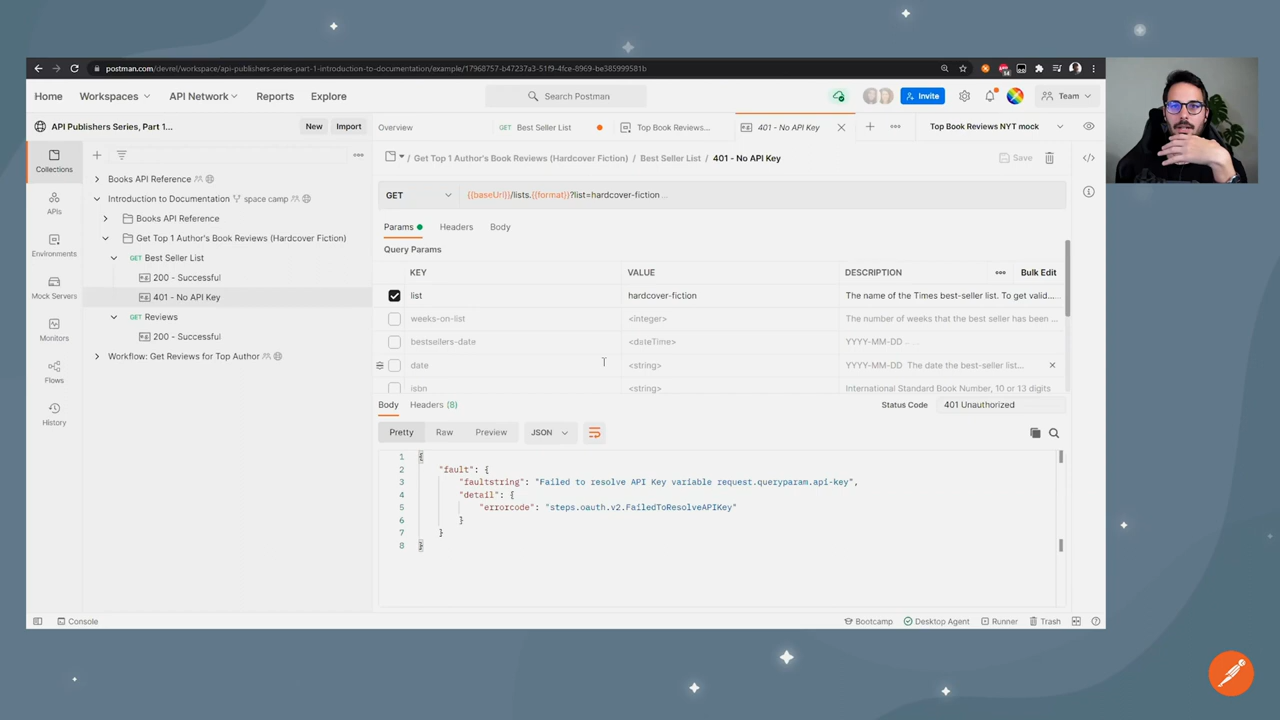 postman.com/devrel/workspace/api-publishers-series-part-1-introduction-to-documentation/example/17968757-b47237a3-51f9-4fce-8969-be385999581b
Home Workspaces API Network Reports Explore Search Postman Invite Team
API Publishers Series, Part 1... New Import Overview GET Best Seller List Top Book Reviews... 401 - No API Key Top Book Reviews NYT mock
Collections
APIs
Environments
Mock Servers
Monitors
Flows
History
Books API Reference
Introduction to Documentation space camp
Books API Reference
Get Top 1 Author's Book Reviews (Hardcover Fiction)
GET Best Seller List
200 - Successful
401 - No API Key
GET Reviews
200 - Successful
Workflow: Get Reviews for Top Author
/ Get Top 1 Author's Book Reviews (Hardcover Fiction) / Best Seller List / 401 - No API Key Save
GET {{baseUrl}}/lists.{{format}}?list=hardcover-fiction ...
Params Headers Body
Query Params
KEY VALUE DESCRIPTION Bulk Edit
list hardcover-fiction The name of the Times best-seller list. To get valid...
weeks-on-list <integer> The number of weeks that the best seller has been ...
bestsellers-date <dateTime> YYYY-MM-DD ...
date <string> YYYY-MM-DD The date the best-seller list...
isbn <string> International Standard Book Number, 10 or 13 digits
Body Headers (8) Status Code 401 Unauthorized
Pretty Raw Preview JSON
1 {
2 "fault": {
3 "faultstring": "Failed to resolve API Key variable request.queryparam.api-key",
4 "detail": {
5 "errorcode": "steps.oauth.v2.FailedToResolveAPIKey"
6 }
7 }
8 }
Console Bootcamp Desktop Agent Runner Trash